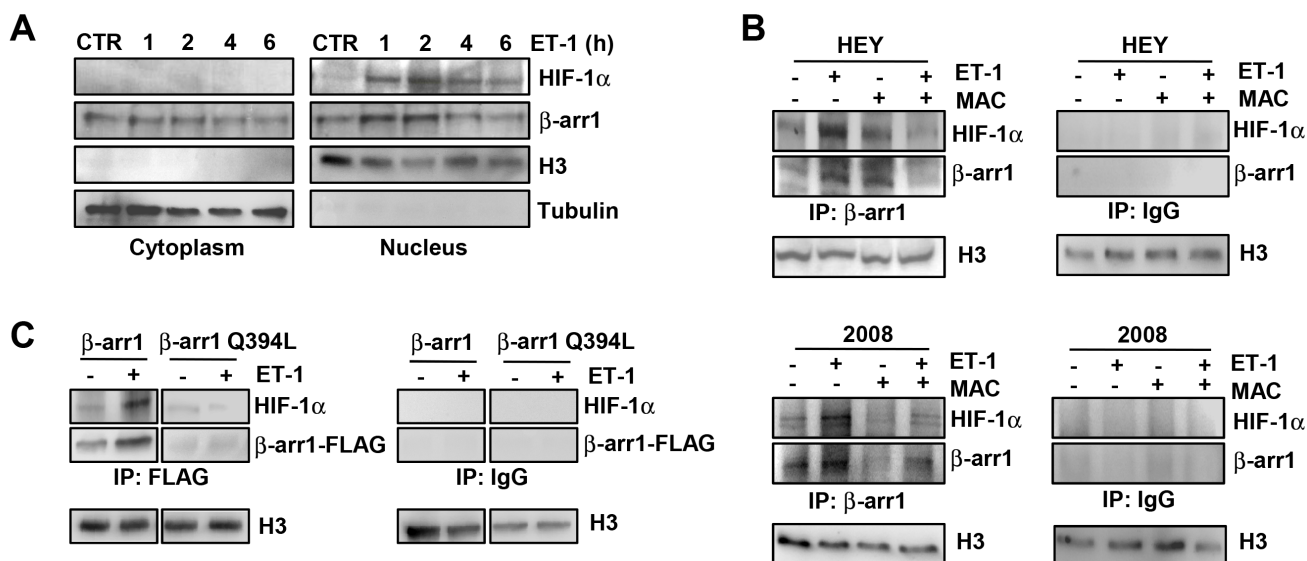 A
CTR 1 2 4 6 CTR 1 2 4 6 ET-1 (h)
HIF-1α
β-arr1
H3
Tubulin
Cytoplasm Nucleus
B
HEY HEY
- + - + ET-1 - + - + ET-1
- - + + MAC - - + + MAC
HIF-1α HIF-1α
β-arr1 β-arr1
IP: β-arr1 IP: IgG
H3 H3
2008 2008
- + - + ET-1 - + - + ET-1
- - + + MAC - - + + MAC
HIF-1α HIF-1α
β-arr1 β-arr1
IP: β-arr1 IP: IgG
H3 H3
C
β-arr1 β-arr1 Q394L β-arr1 β-arr1 Q394L
- + - + ET-1 - + - + ET-1
HIF-1α HIF-1α
β-arr1-FLAG β-arr1-FLAG
IP: FLAG IP: IgG
H3 H3